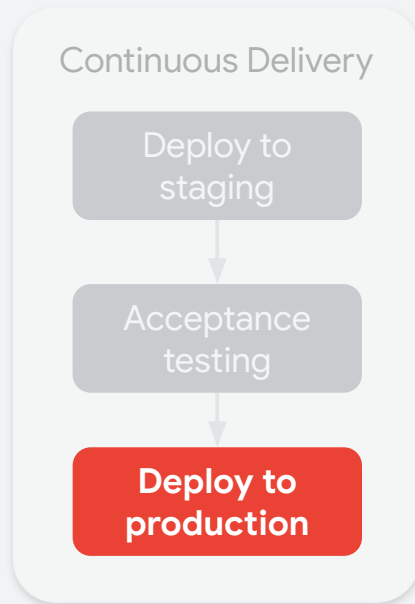 Continuous Delivery
Deploy to
staging
Acceptance
testing
Deploy to
production